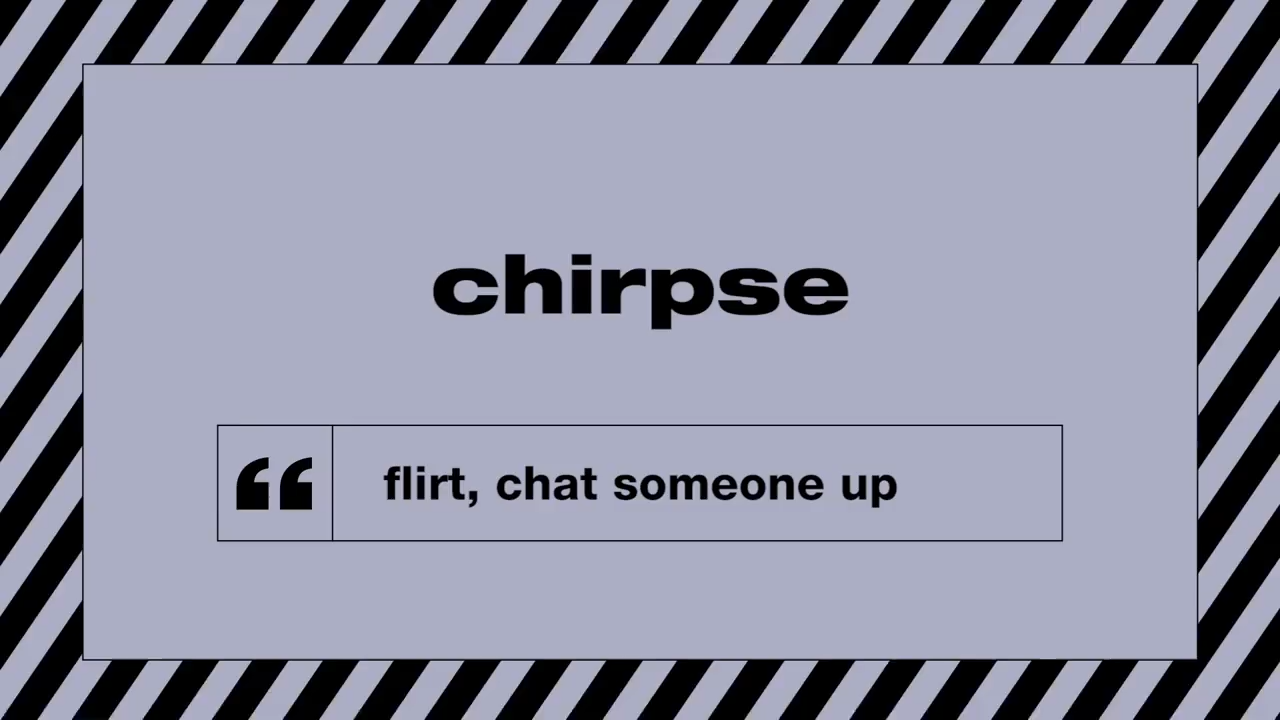 chirpse
“ flirt, chat someone up